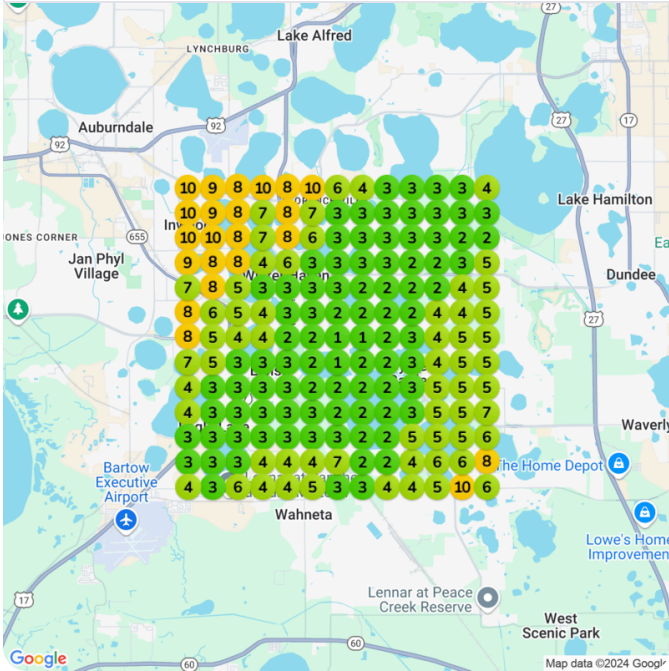 27
Lake Alfred
LYNCHBURG
92
Auburndale
27
17
92
10 9 8 10 8 10 6 4 3 3 3 3 4
Lake Hamilton
10 9 8 7 8 7 3 3 3 3 3 3 3
JONES CORNER
655
10 10 8 7 8 6 3 3 3 3 3 2 2
Ea
Jan Phyl
Village
9 8 8 4 6 3 3 3 3 2 2 3 5
Dundee
7 8 5 3 3 3 3 2 2 2 2 4 5
8 6 5 4 3 3 2 2 2 2 4 4 5
27
8 5 4 4 2 2 1 1 2 3 4 5 5
7 5 3 3 3 2 1 2 2 3 4 5 5
4 3 3 3 3 2 2 2 2 3 5 5 5
4 3 3 3 3 3 2 2 2 3 5 5 7
Waverly
3 3 3 3 3 3 3 2 2 5 5 5 6
3 3 3 4 4 4 7 2 2 4 6 6 8
The Home Depot
Bartow
Executive
Airport
4 3 6 4 4 5 3 3 4 4 5 10 6
Wahneta
Lowe's Home
Improvemen
17
Lennar at Peace
Creek Reserve
West
Scenic Park
60
60
Google
Map data ©2024 Goo